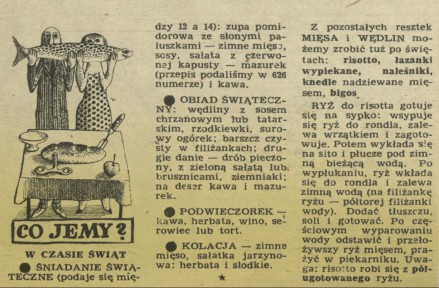 CO JEMY?
W CZASIE ŚWIĄT
● ŚNIADANIE ŚWIĄ-
TECZNE (podaje się mię-
dzy 12 a 14): zupa pomi-
dorowa ze słonymi pa-
luszkami — zimne mięso,
sosy, sałata z czerwo-
nej kapusty — mazurek
(przepis podaliśmy w 626
numerze) i kawa.
● OBIAD ŚWIĄTECZ-
NY: wędliny z sosem
chrzanowym lub tatar-
skim, rzodkiewki, suro-
wy ogórek; barszcz czy-
sty w filiżankach; dru-
gie danie — drób pieczo-
ny, z zieloną sałatą lub
brusznicami, ziemniaki;
na deser kawa i mazu-
rek.
● PODWIECZOREK —
kawa, herbata, wino, se-
rowiec lub tort.
● KOLACJA — zimne
mięso, sałatka jarzyno-
wa: herbata i słodkie.
★
Z pozostałych resztek
MIĘSA i WĘDLIN mo-
żemy zrobić tuż po świę-
tach: risotto, łazanki
wypiekane, naleśniki,
knedle nadziewane mię-
sem, bigos.
RYŻ do risotta gotuje
się na sypko: wsypuje
się ryż do rondla, zale-
wa wrzątkiem i zagoto-
wuje. Potem wykłada się
na sito i płucze pod zim-
ną bieżącą wodą. Po
wypłukaniu, ryż wkłada
się do rondla i zalewa
zimną wodą (na filiżankę
ryżu — półtorej filiżanki
wody). Dodać tłuszczu,
soli i gotować. Po czę-
ściowym wyparowaniu
wody odstawić i przeło-
żywszy ryż mięsem, pra-
żyć w piekarniku. Uwa-
ga: risotto robi się z pół-
ugotowanego ryżu.